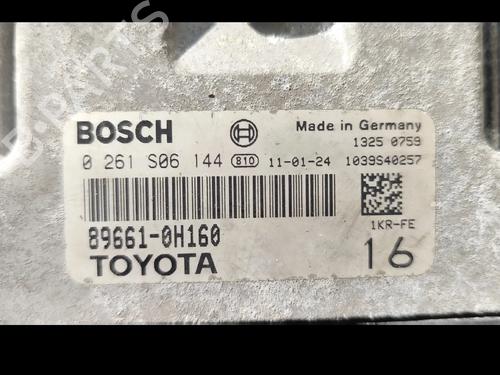 BOSCH
Made in Germany
1325 0759
0 261 S06 144 B10 11-01-24 1039S40257
89661-0H160
1KR-FE
TOYOTA
16
B-PARTS